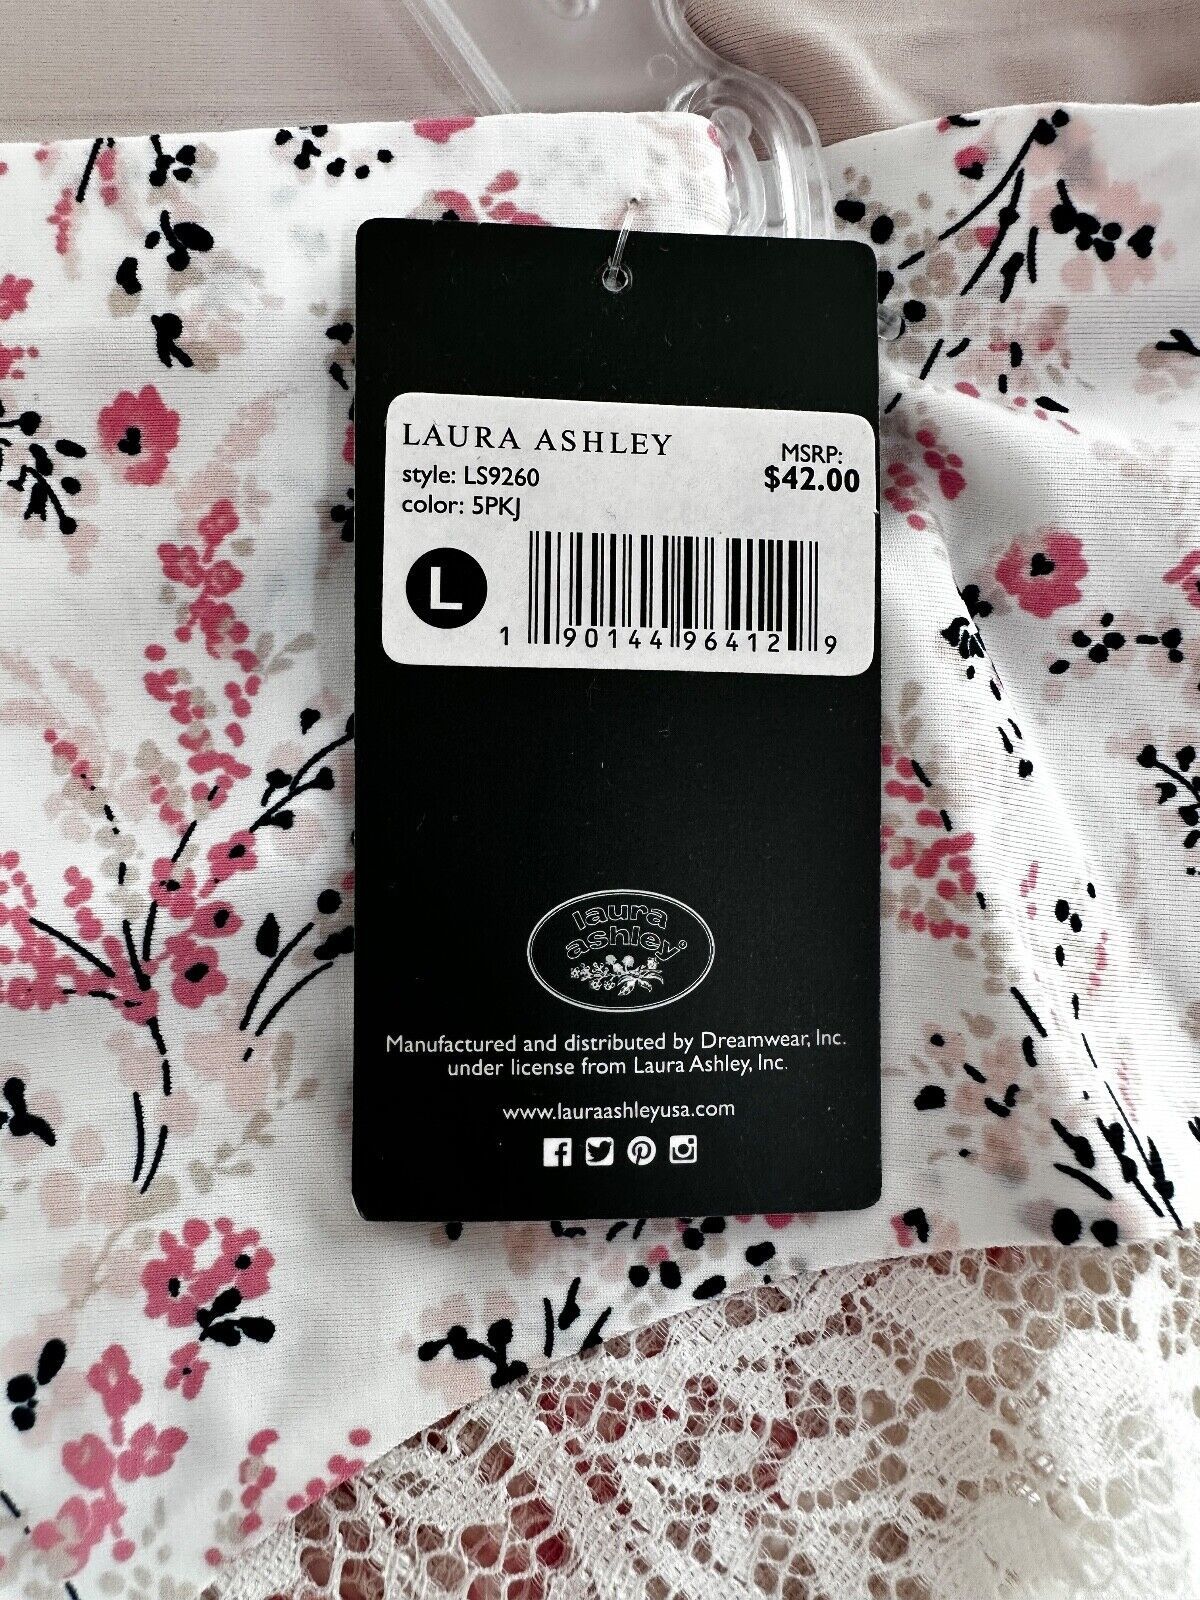 LAURA ASHLEY
style: LS9260
color: 5PKJ
MSRP:
$42.00
L
1 90144 96412 9
laura
ashley®
Manufactured and distributed by Dreamwear, Inc.
under license from Laura Ashley, Inc.
www.lauraashleyusa.com